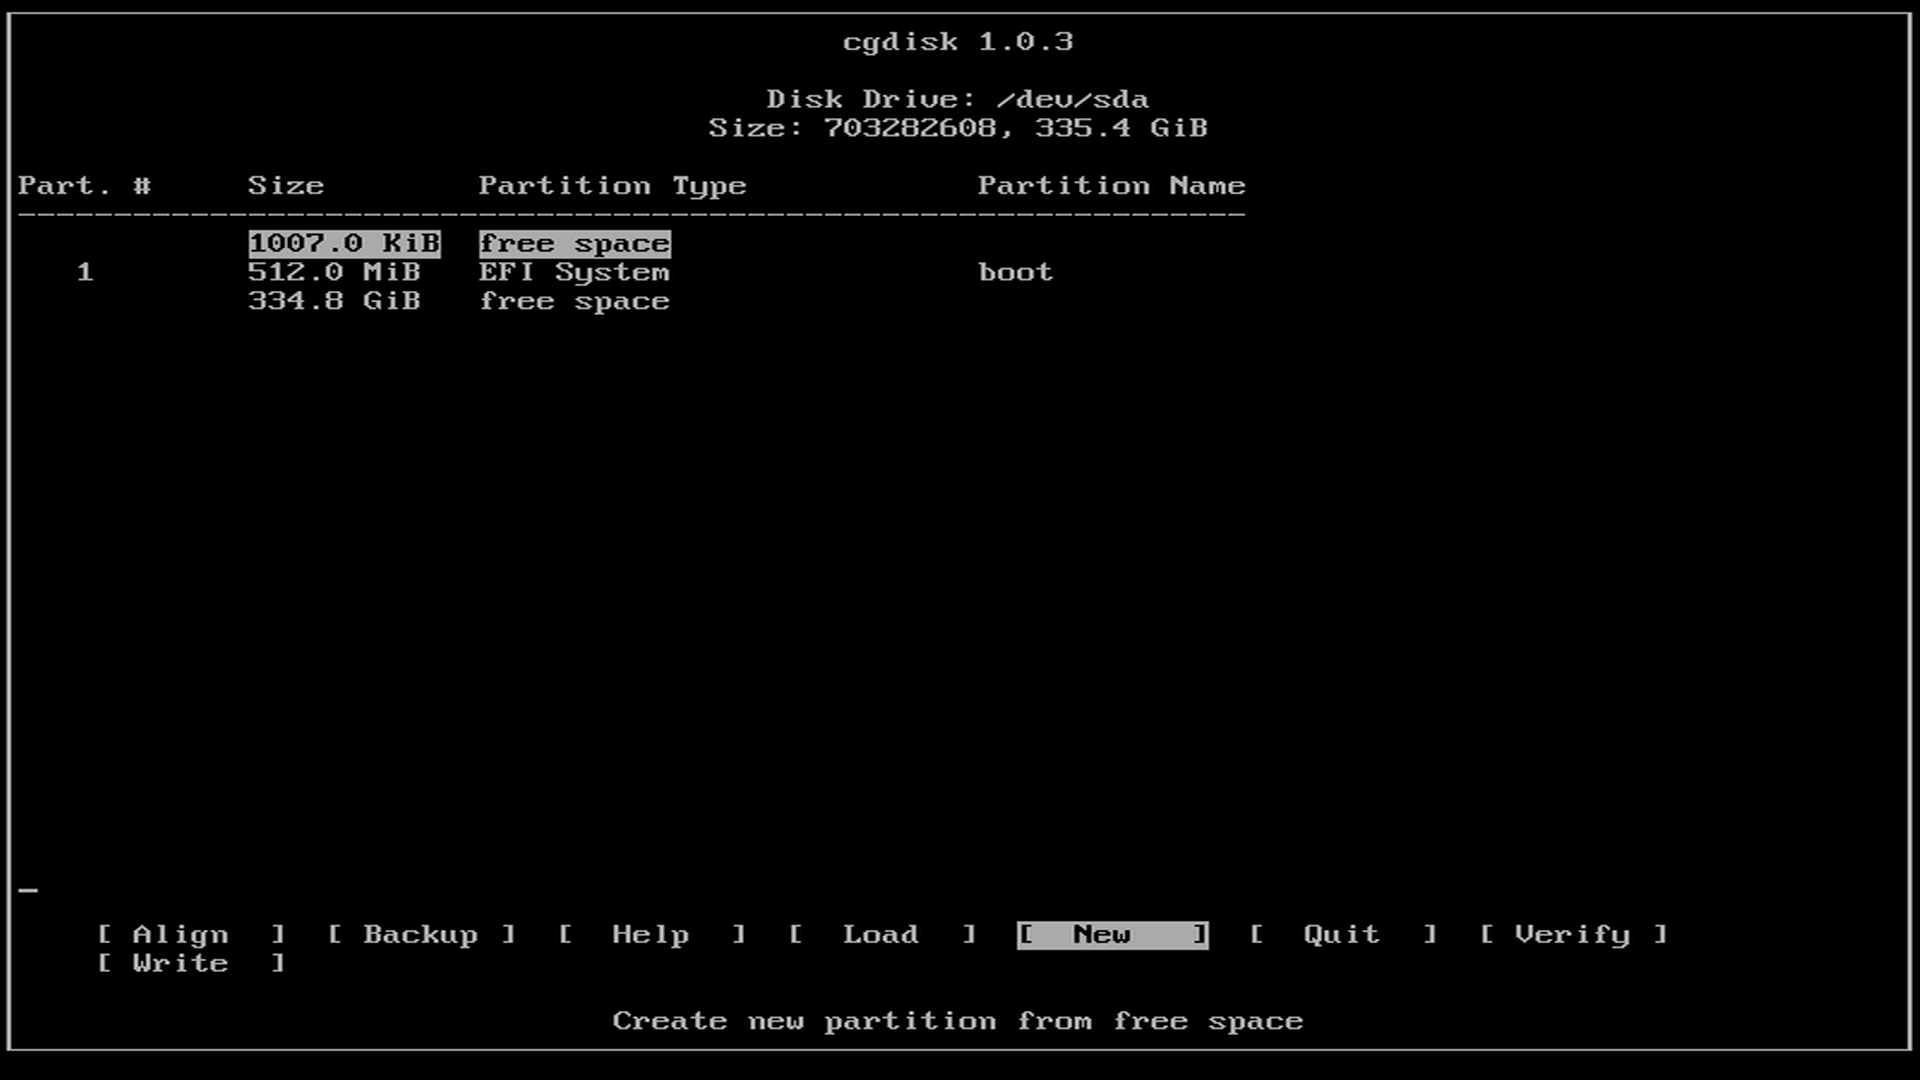 cgdisk 1.0.3
Disk Drive: /dev/sda
Size: 703282608, 335.4 GiB
Part. #     Size     Partition Type     Partition Name
----------------------------------------------------------------
1007.0 KiB     free space
1     512.0 MiB     EFI System     boot
334.8 GiB     free space
[ Align ] [ Backup ] [ Help ] [ Load ] [ New ] [ Quit ] [ Verify ]
[ Write ]
Create new partition from free space